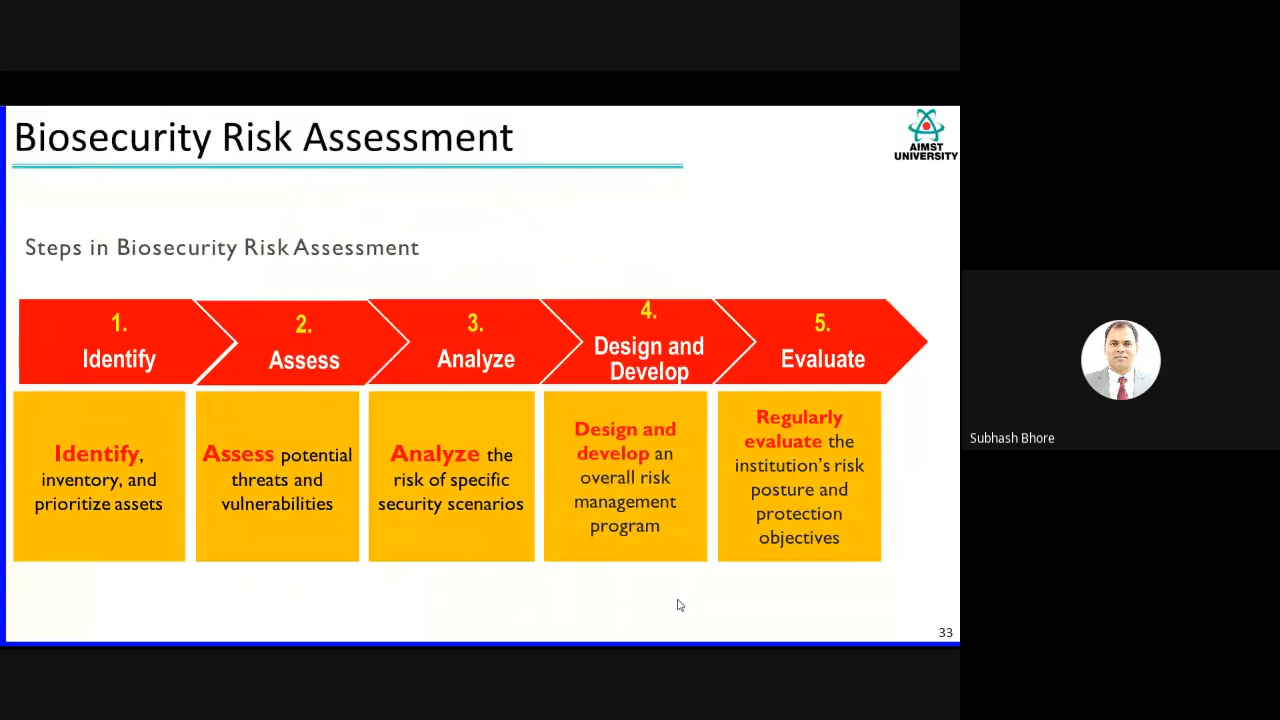 Biosecurity Risk Assessment
AIMST
UNIVERSITY
Steps in Biosecurity Risk Assessment
1.
Identify
2.
Assess
3.
Analyze
4.
Design and
Develop
5.
Evaluate
Identify,
inventory, and
prioritize assets
Assess potential
threats and
vulnerabilities
Analyze the
risk of specific
security scenarios
Design and
develop an
overall risk
management
program
Regularly
evaluate the
institution's risk
posture and
protection
objectives
33
Subhash Bhore